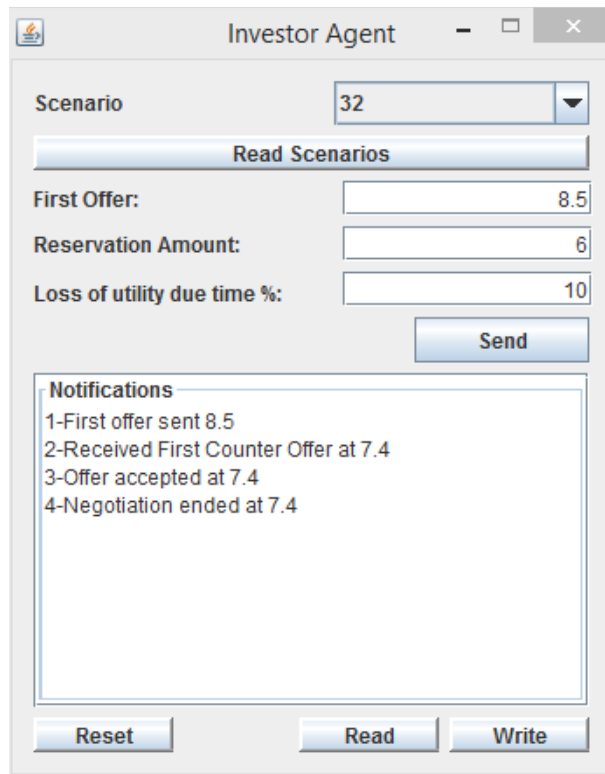 Investor Agent
Scenario 32
Read Scenarios
First Offer: 8.5
Reservation Amount: 6
Loss of utility due time %: 10
Send
Notifications
1-First offer sent 8.5
2-Received First Counter Offer at 7.4
3-Offer accepted at 7.4
4-Negotiation ended at 7.4
Reset Read Write